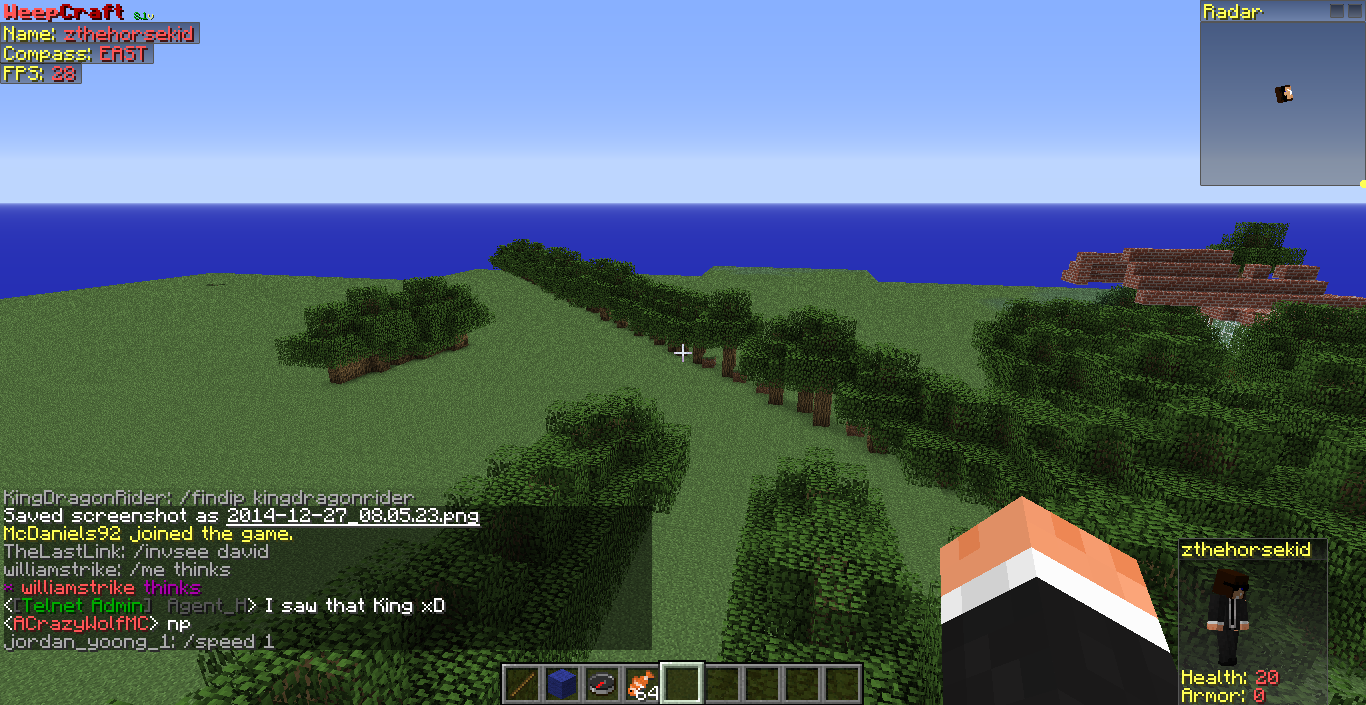 WeepCraft 8.1v
Name: zthehorsekid
Compass: EAST
FPS: 28
Radar
KingDragonRider: /findip kingdragonrider
Saved screenshot as 2014-12-27_08.05.23.png
McDaniels92 joined the game.
TheLastLink: /invsee david
williamstrike: /me thinks
* williamstrike thinks
<[Telnet Admin] Agent_H> I saw that King xD
<ACrazyWolfMC> np
jordan_yoong_1: /speed 1
64
zthehorsekid
Health: 20
Armor: 0